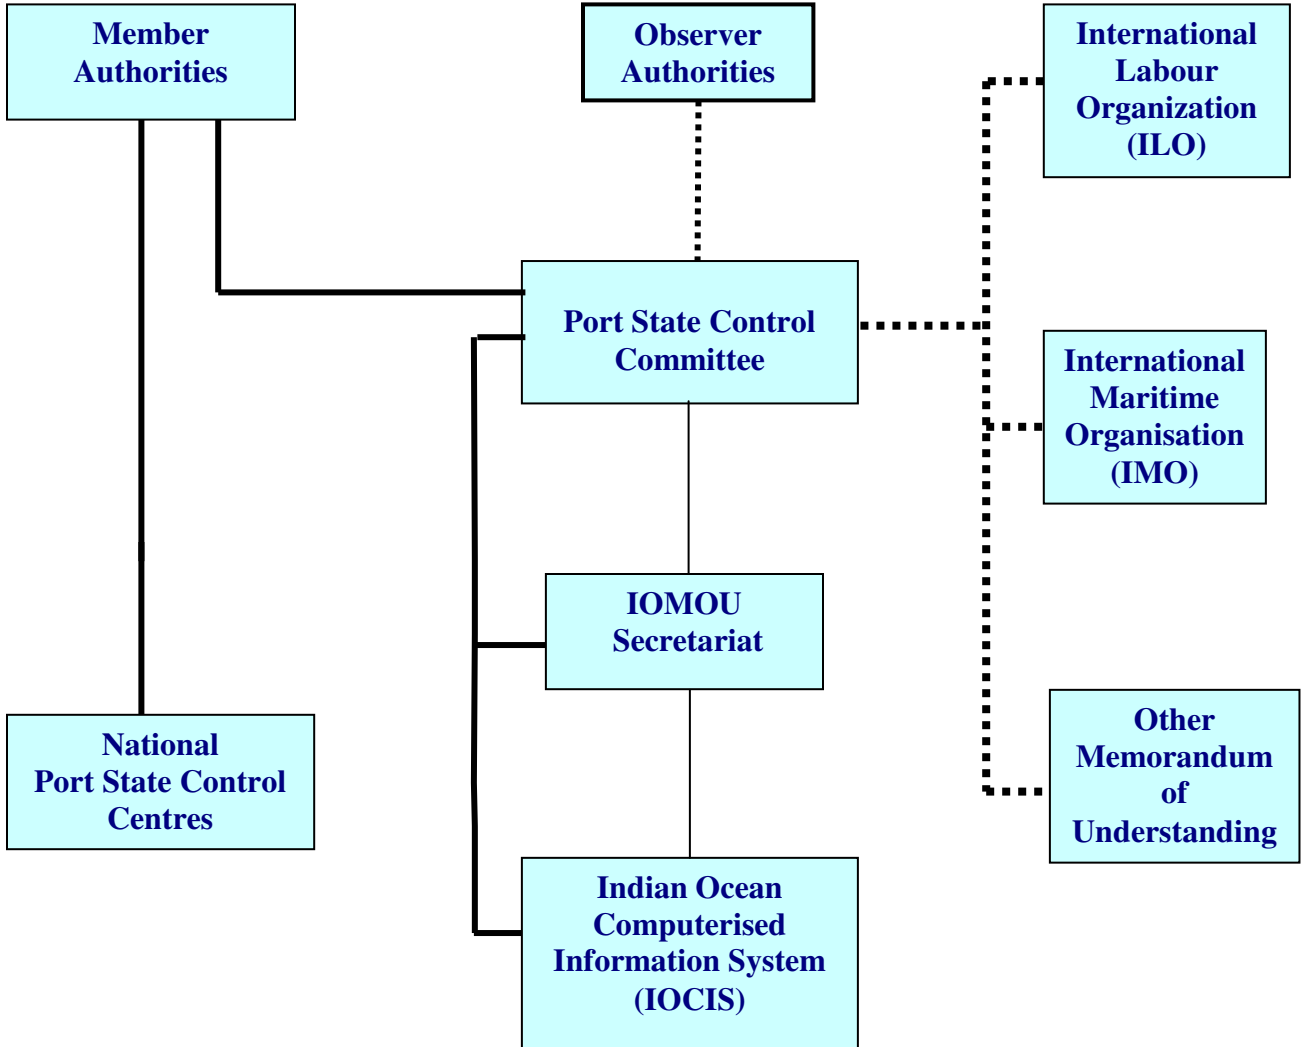 Member
Authorities
Observer
Authorities
International
Labour
Organization
(ILO)
Port State Control
Committee
International
Maritime
Organisation
(IMO)
IOMOU
Secretariat
National
Port State Control
Centres
Other
Memorandum
of
Understanding
Indian Ocean
Computerised
Information System
(IOCIS)